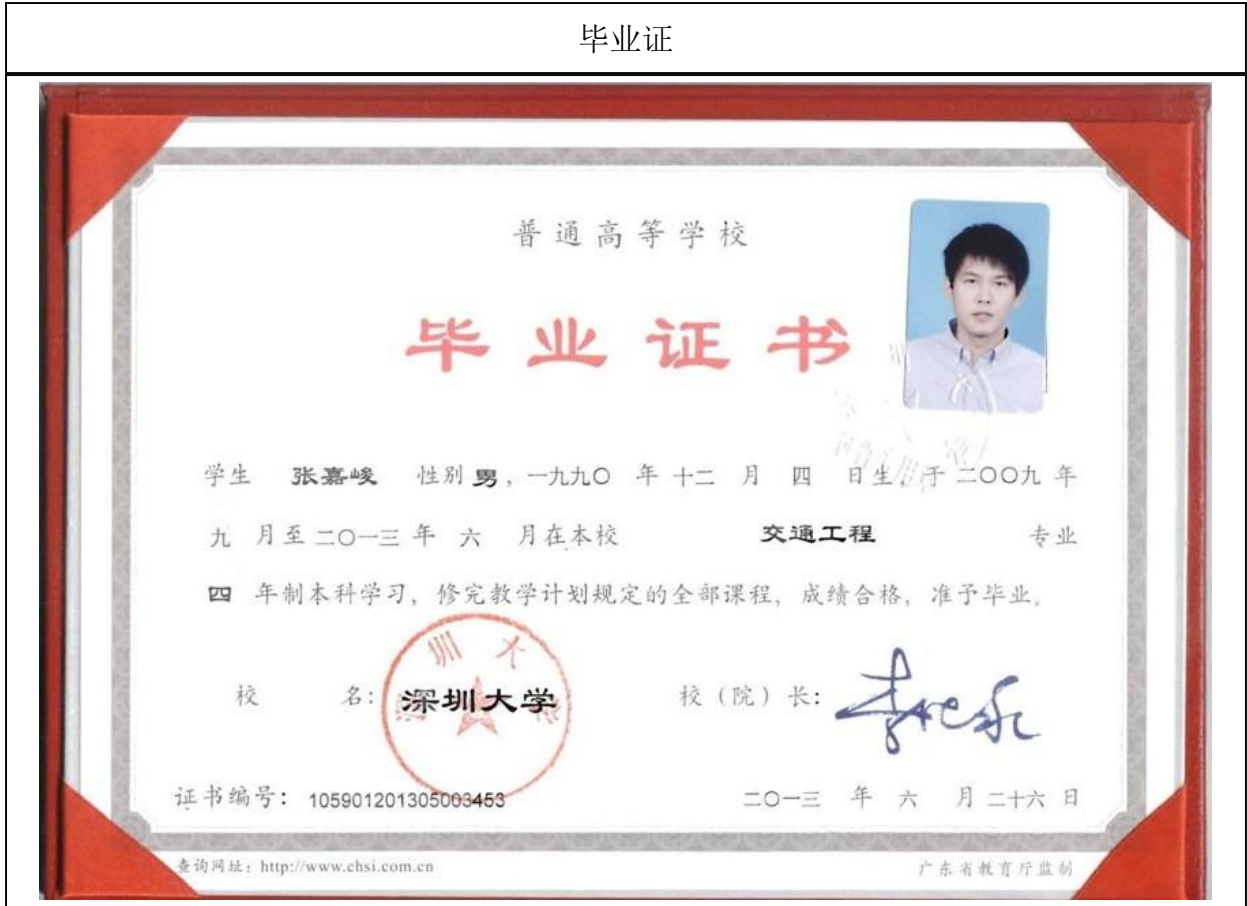 毕业证
普通高等学校
毕业证书
学生 张嘉峻 性别 男，一九九〇 年 十二 月 四 日生，于 二〇〇九 年
九 月至 二〇一三 年 六 月在本校 交通工程 专业
四 年制本科学习，修完教学计划规定的全部课程，成绩合格，准予毕业。
校 名：深圳大学 校（院）长：
深圳大学
证书编号：105901201305003453 二〇一三 年 六 月 二十六 日
查询网址：http://www.chsi.com.cn 广东省教育厅监制